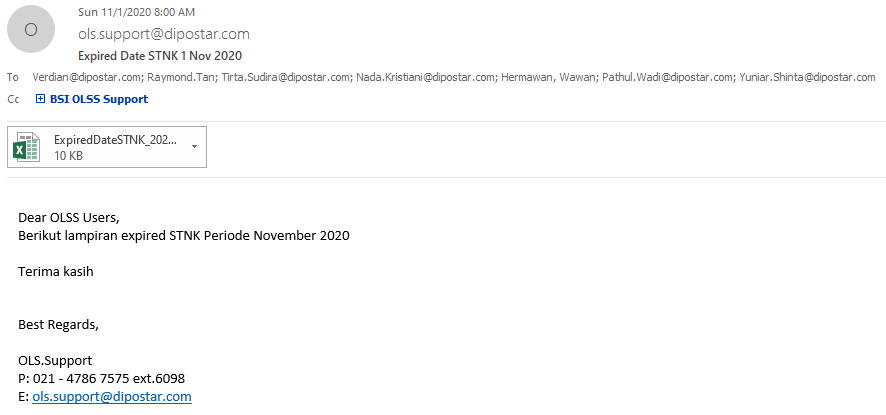 O
Sun 11/1/2020 8:00 AM
ols.support@dipostar.com
Expired Date STNK 1 Nov 2020
To Verdian@dipostar.com; Raymond.Tan; Tirta.Sudira@dipostar.com; Nada.Kristiani@dipostar.com; Hermawan, Wawan; Pathul.Wadi@dipostar.com; Yuniar.Shinta@dipostar.com
Cc BSI OLSS Support
ExpiredDateSTNK_202...
10 KB
Dear OLSS Users,
Berikut lampiran expired STNK Periode November 2020
Terima kasih
Best Regards,
OLS.Support
P: 021 - 4786 7575 ext.6098
E: ols.support@dipostar.com